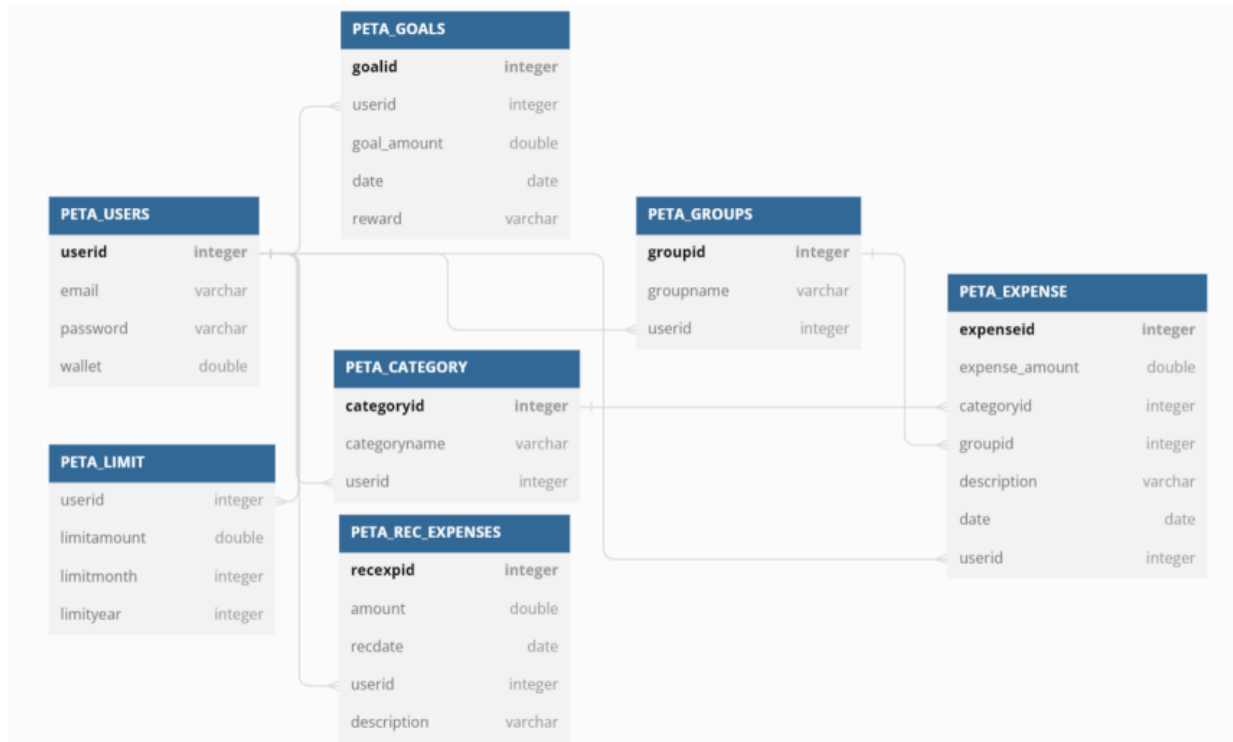 PETA_GOALS
goalid integer
userid integer
goal_amount double
date date
reward varchar
PETA_USERS
userid integer
email varchar
password varchar
wallet double
PETA_GROUPS
groupid integer
groupname varchar
userid integer
PETA_EXPENSE
expenseid integer
expense_amount double
categoryid integer
groupid integer
description varchar
date date
userid integer
PETA_CATEGORY
categoryid integer
categoryname varchar
userid integer
PETA_LIMIT
userid integer
limitamount double
limitmonth integer
limityear integer
PETA_REC_EXPENSES
recexpid integer
amount double
recdate date
userid integer
description varchar